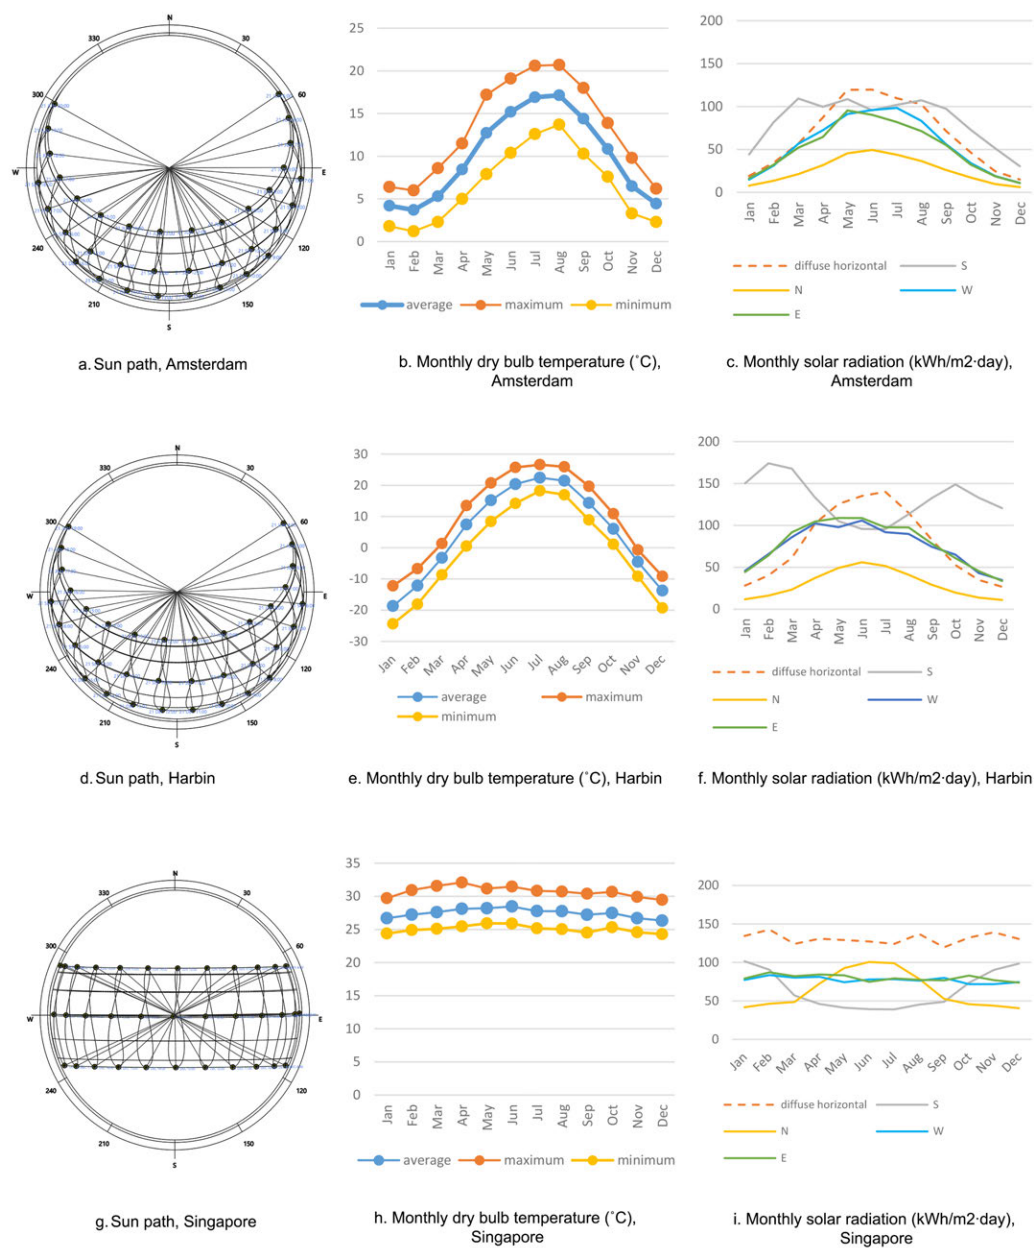 N
330
30
300
60
W
E
240
120
210
150
S
a. Sun path, Amsterdam
25
20
15
10
5
0
Jan
Feb
Mar
Apr
May
Jun
Jul
Aug
Sep
Oct
Nov
Dec
average
maximum
minimum
b. Monthly dry bulb temperature (˚C),
Amsterdam
200
150
100
50
0
Jan
Feb
Mar
Apr
May
Jun
Jul
Aug
Sep
Oct
Nov
Dec
diffuse horizontal
S
N
W
E
c. Monthly solar radiation (kWh/m2·day),
Amsterdam
N
330
30
300
60
W
E
240
120
210
150
S
d. Sun path, Harbin
30
20
10
0
-10
-20
-30
Jan
Feb
Mar
Apr
May
Jun
Jul
Aug
Sep
Oct
Nov
Dec
average
maximum
minimum
e. Monthly dry bulb temperature (˚C), Harbin
200
150
100
50
0
Jan
Feb
Mar
Apr
May
Jun
Jul
Aug
Sep
Oct
Nov
Dec
diffuse horizontal
S
N
W
E
f. Monthly solar radiation (kWh/m2·day), Harbin
N
330
30
300
60
W
E
240
120
210
150
S
g. Sun path, Singapore
35
30
25
20
15
10
5
0
Jan
Feb
Mar
Apr
May
Jun
Jul
Aug
Sep
Oct
Nov
Dec
average
maximum
minimum
h. Monthly dry bulb temperature (˚C),
Singapore
200
150
100
50
0
Jan
Feb
Mar
Apr
May
Jun
Jul
Aug
Sep
Oct
Nov
Dec
diffuse horizontal
S
N
W
E
i. Monthly solar radiation (kWh/m2·day),
Singapore